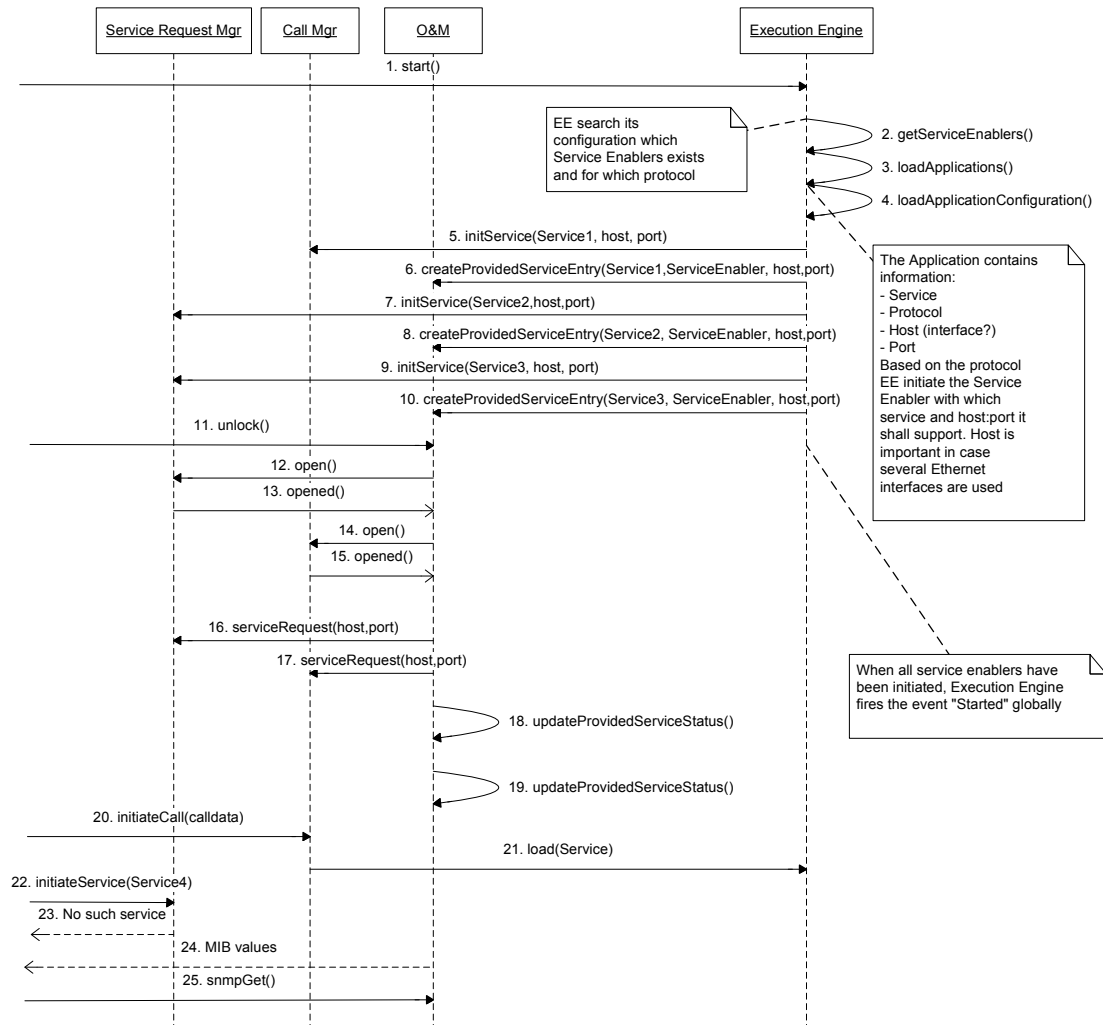 Service Request Mgr
Call Mgr
O&M
Execution Engine
1. start()
EE search its
configuration which
Service Enablers exists
and for which protocol
2. getServiceEnablers()
3. loadApplications()
4. loadApplicationConfiguration()
5. initService(Service1, host, port)
6. createProvidedServiceEntry(Service1,ServiceEnabler, host,port)
7. initService(Service2,host,port)
8. createProvidedServiceEntry(Service2, ServiceEnabler, host,port)
9. initService(Service3, host, port)
10. createProvidedServiceEntry(Service3, ServiceEnabler, host,port)
The Application contains
information:
- Service
- Protocol
- Host (interface?)
- Port
Based on the protocol
EE initiate the Service
Enabler with which
service and host:port it
shall support. Host is
important in case
several Ethernet
interfaces are used
11. unlock()
12. open()
13. opened()
14. open()
15. opened()
16. serviceRequest(host,port)
17. serviceRequest(host,port)
When all service enablers have
been initiated, Execution Engine
fires the event "Started" globally
18. updateProvidedServiceStatus()
19. updateProvidedServiceStatus()
20. initiateCall(calldata)
21. load(Service)
22. initiateService(Service4)
23. No such service
24. MIB values
25. snmpGet()